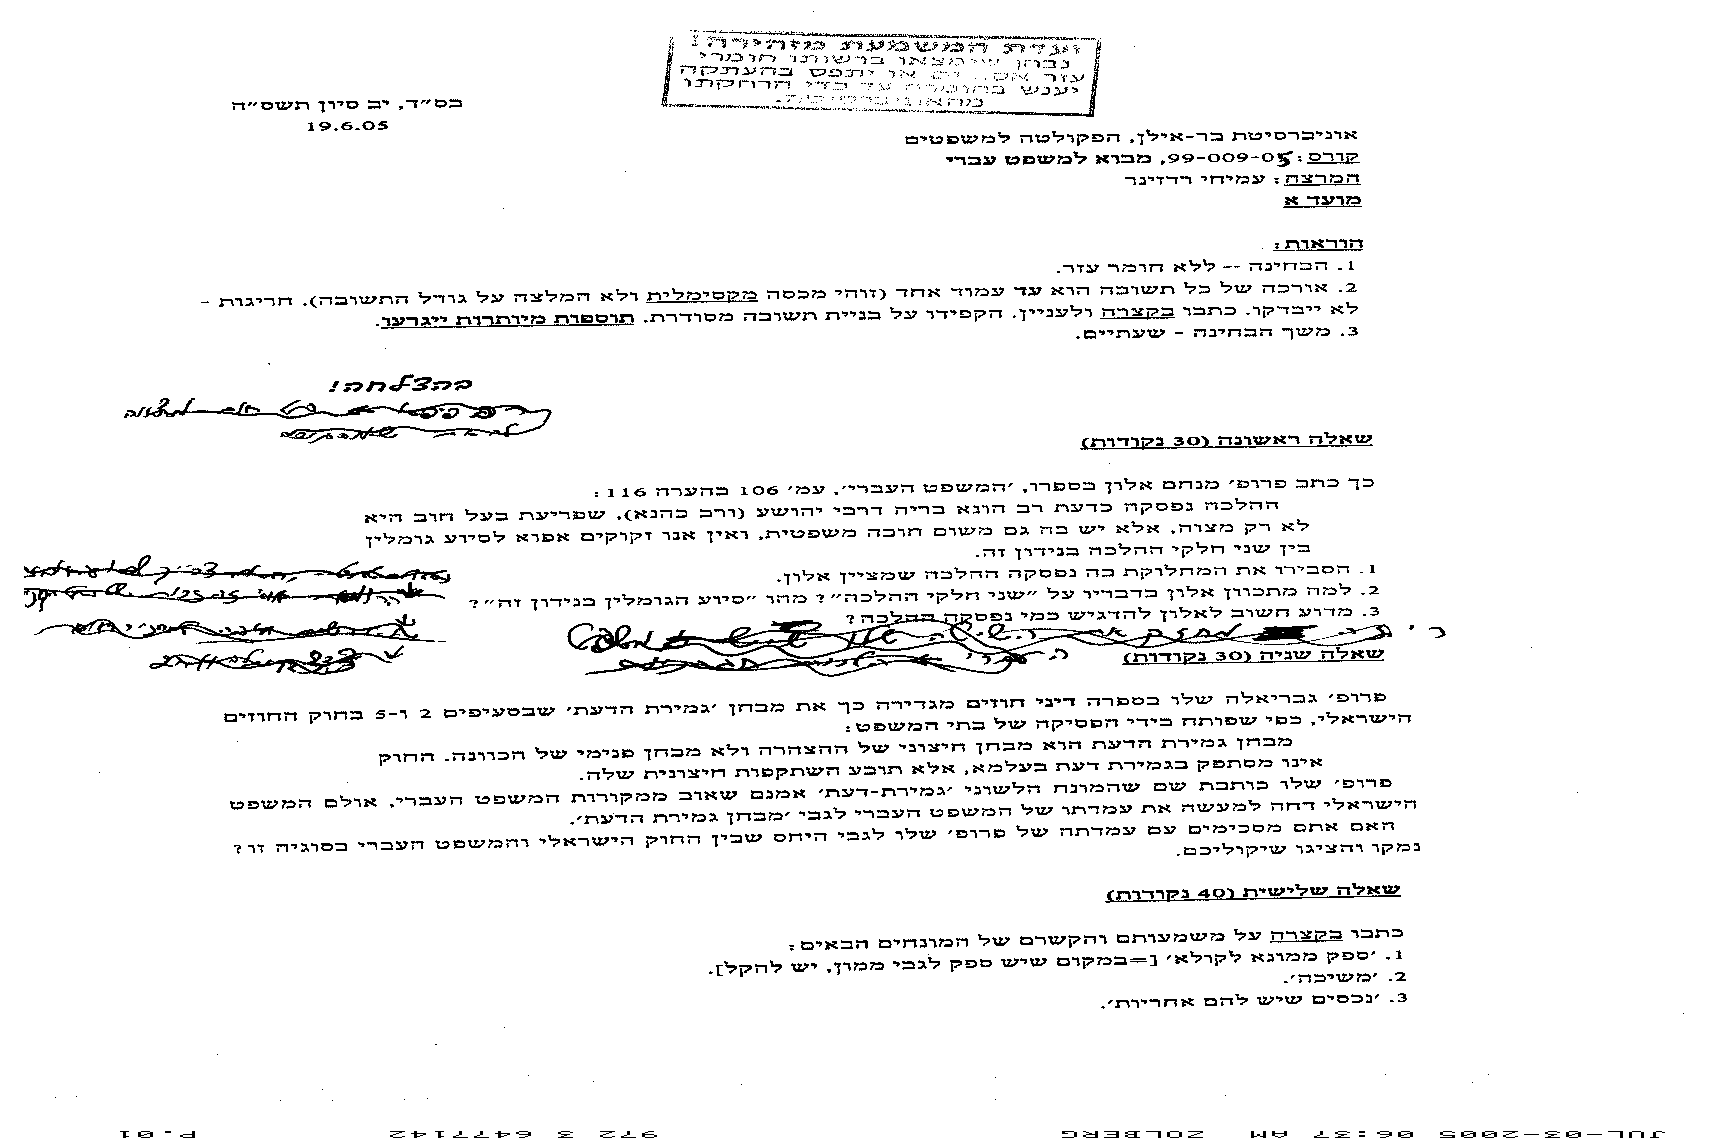 ועדת המשמעת מזהירה!
נבחן שימצאו ברשותו חומרי
עזר או יתפס בהעתקה
יענש בחומרה עד כדי הרחקתו
מהאוניברסיטה.
בס״ד, יב סיון תשס״ה
19.6.05
אוניברסיטת בר-אילן, הפקולטה למשפטים
קורס: 99-009-05, מבוא למשפט עברי
המרצה: עמיחי רדזינר
מועד א
הוראות:
1. הבחינה -- ללא חומר עזר.
2. אורכה של כל תשובה הוא עד עמוד אחד (זוהי מכסה מקסימלית ולא המלצה על גודל התשובה). חריגות -
לא ייבדקו. כתבו בקצרה ולעניין. הקפידו על בניית תשובה מסודרת. תוספות מיותרות ייגרעו.
3. משך הבחינה - שעתיים.
בהצלחה!
שאלה ראשונה (30 נקודות)
כך כתב פרופ׳ מנחם אלון בספרו, ׳המשפט העברי׳, עמ׳ 106 בהערה 116:
ההלכה נפסקה כדעת רב הונא בריה דרבי יהושע (ורב כהנא), שפריעת בעל חוב היא
לא רק מצוה, אלא יש בה גם משום חובה משפטית, ואין אנו זקוקים אפוא לסיוע גומלין
בין שני חלקי ההלכה בנידון זה.
1. הסבירו את המחלוקת בה נפסקה ההלכה שמציין אלון.
2. למה מתכוון אלון בדבריו על ״שני חלקי ההלכה״? מהו ״סיוע הגומלין בנידון זה״?
3. מדוע חשוב לאלון להדגיש כמי נפסקה ההלכה?
שאלה שניה (30 נקודות)
פרופ׳ גבריאלה שלו בספרה דיני חוזים מגדירה כך את מבחן ׳גמירת הדעת׳ שבסעיפים 2 ו-5 בחוק החוזים
הישראלי, כפי שפותח בידי הפסיקה של בתי המשפט:
מבחן גמירת הדעת הוא מבחן חיצוני של ההצהרה ולא מבחן פנימי של הכוונה. החוק
אינו מסתפק בגמירת דעת בעלמא, אלא תובע השתקפות חיצונית שלה.
פרופ׳ שלו כותבת שם שהמונח הלשוני ׳גמירת-דעת׳ אמנם שאוב ממקורות המשפט העברי, אולם המשפט
הישראלי דחה למעשה את עמדתו של המשפט העברי לגבי ׳מבחן גמירת הדעת׳.
האם אתם מסכימים עם עמדתה של פרופ׳ שלו לגבי היחס שבין החוק הישראלי והמשפט העברי בסוגיה זו?
נמקו והציגו שיקוליכם.
שאלה שלישית (40 נקודות)
כתבו בקצרה על משמעותם והקשרם של המונחים הבאים:
1. ׳ספק ממונא לקולא׳ [=במקום שיש ספק לגבי ממון, יש להקל].
2. ׳משיכה׳.
3. ׳נכסים שיש להם אחריות׳.
JUL-03-2005 06:37 AM ZOLBERG 972 3 6477142 P.01